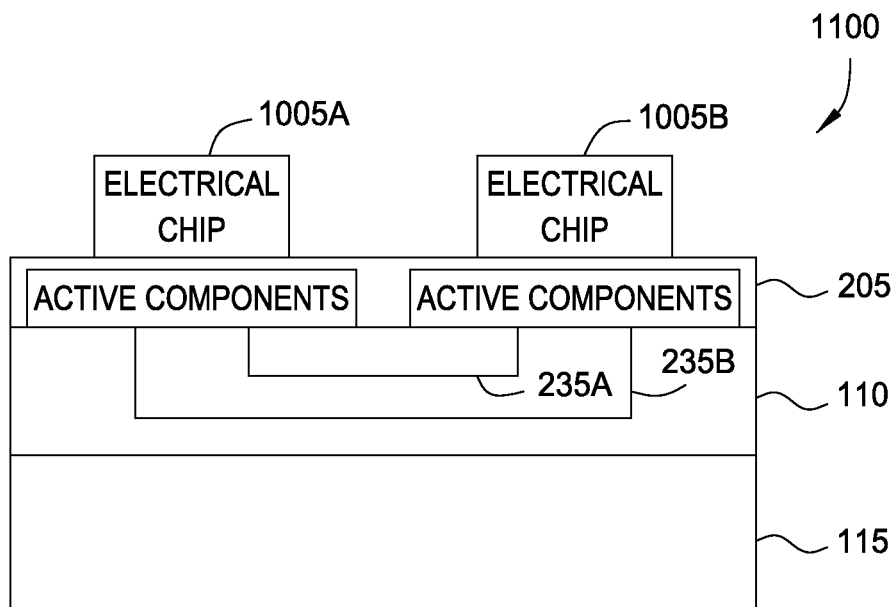 1100
1005A
1005B
ELECTRICAL
CHIP
ELECTRICAL
CHIP
ACTIVE COMPONENTS
ACTIVE COMPONENTS
205
235A
235B
110
115